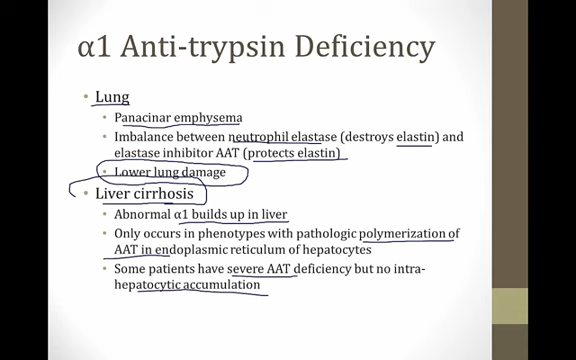 α1 Anti-trypsin Deficiency
• Lung
• Panacinar emphysema
• Imbalance between neutrophil elastase (destroys elastin) and
elastase inhibitor AAT (protects elastin)
• Lower lung damage
• Liver cirrhosis
• Abnormal α1 builds up in liver
• Only occurs in phenotypes with pathologic polymerization of
AAT in endoplasmic reticulum of hepatocytes
• Some patients have severe AAT deficiency but no intra-
hepatocytic accumulation